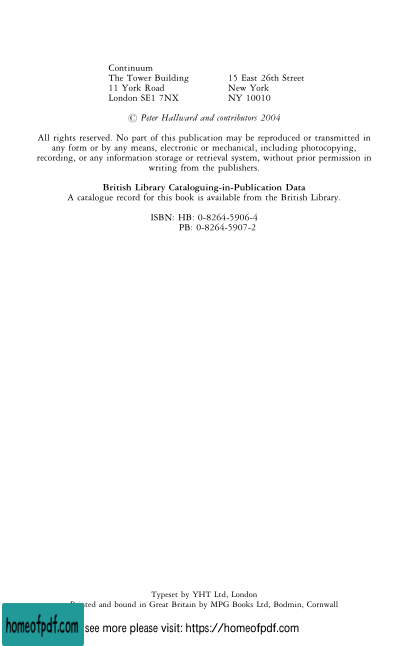 Continuum
The Tower Building 15 East 26th Street
11 York Road New York
London SE1 7NX NY 10010
© Peter Hallward and contributors 2004
All rights reserved. No part of this publication may be reproduced or transmitted in
any form or by any means, electronic or mechanical, including photocopying,
recording, or any information storage or retrieval system, without prior permission in
writing from the publishers.
British Library Cataloguing-in-Publication Data
A catalogue record for this book is available from the British Library.
ISBN: HB: 0-8264-5906-4
PB: 0-8264-5907-2
Typeset by YHT Ltd, London
and bound in Great Britain by MPG Books Ltd, Bodmin, Cornwall
homeofpdf.com see more please visit: https://homeofpdf.com